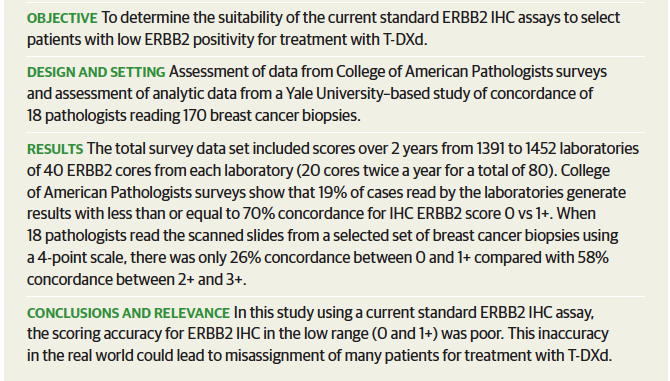 OBJECTIVE To determine the suitability of the current standard ERBB2 IHC assays to select
patients with low ERBB2 positivity for treatment with T-DXd.
DESIGN AND SETTING Assessment of data from College of American Pathologists surveys
and assessment of analytic data from a Yale University–based study of concordance of
18 pathologists reading 170 breast cancer biopsies.
RESULTS The total survey data set included scores over 2 years from 1391 to 1452 laboratories
of 40 ERBB2 cores from each laboratory (20 cores twice a year for a total of 80). College
of American Pathologists surveys show that 19% of cases read by the laboratories generate
results with less than or equal to 70% concordance for IHC ERBB2 score 0 vs 1+. When
18 pathologists read the scanned slides from a selected set of breast cancer biopsies using
a 4-point scale, there was only 26% concordance between 0 and 1+ compared with 58%
concordance between 2+ and 3+.
CONCLUSIONS AND RELEVANCE In this study using a current standard ERBB2 IHC assay,
the scoring accuracy for ERBB2 IHC in the low range (0 and 1+) was poor. This inaccuracy
in the real world could lead to misassignment of many patients for treatment with T-DXd.